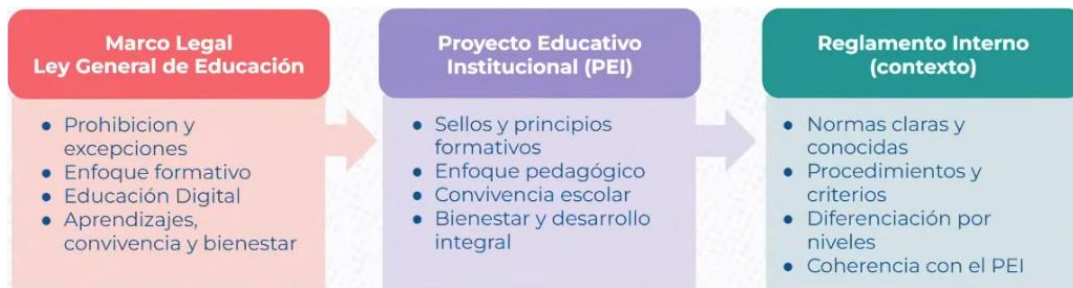 Marco Legal
Ley General de Educación
● Prohibicion y
excepciones
● Enfoque formativo
● Educación Digital
● Aprendizajes,
convivencia y bienestar
Proyecto Educativo
Institucional (PEI)
● Sellos y principios
formativos
● Enfoque pedagógico
● Convivencia escolar
● Bienestar y desarrollo
integral
Reglamento Interno
(contexto)
● Normas claras y
conocidas
● Procedimientos y
criterios
● Diferenciación por
niveles
● Coherencia con el PEI